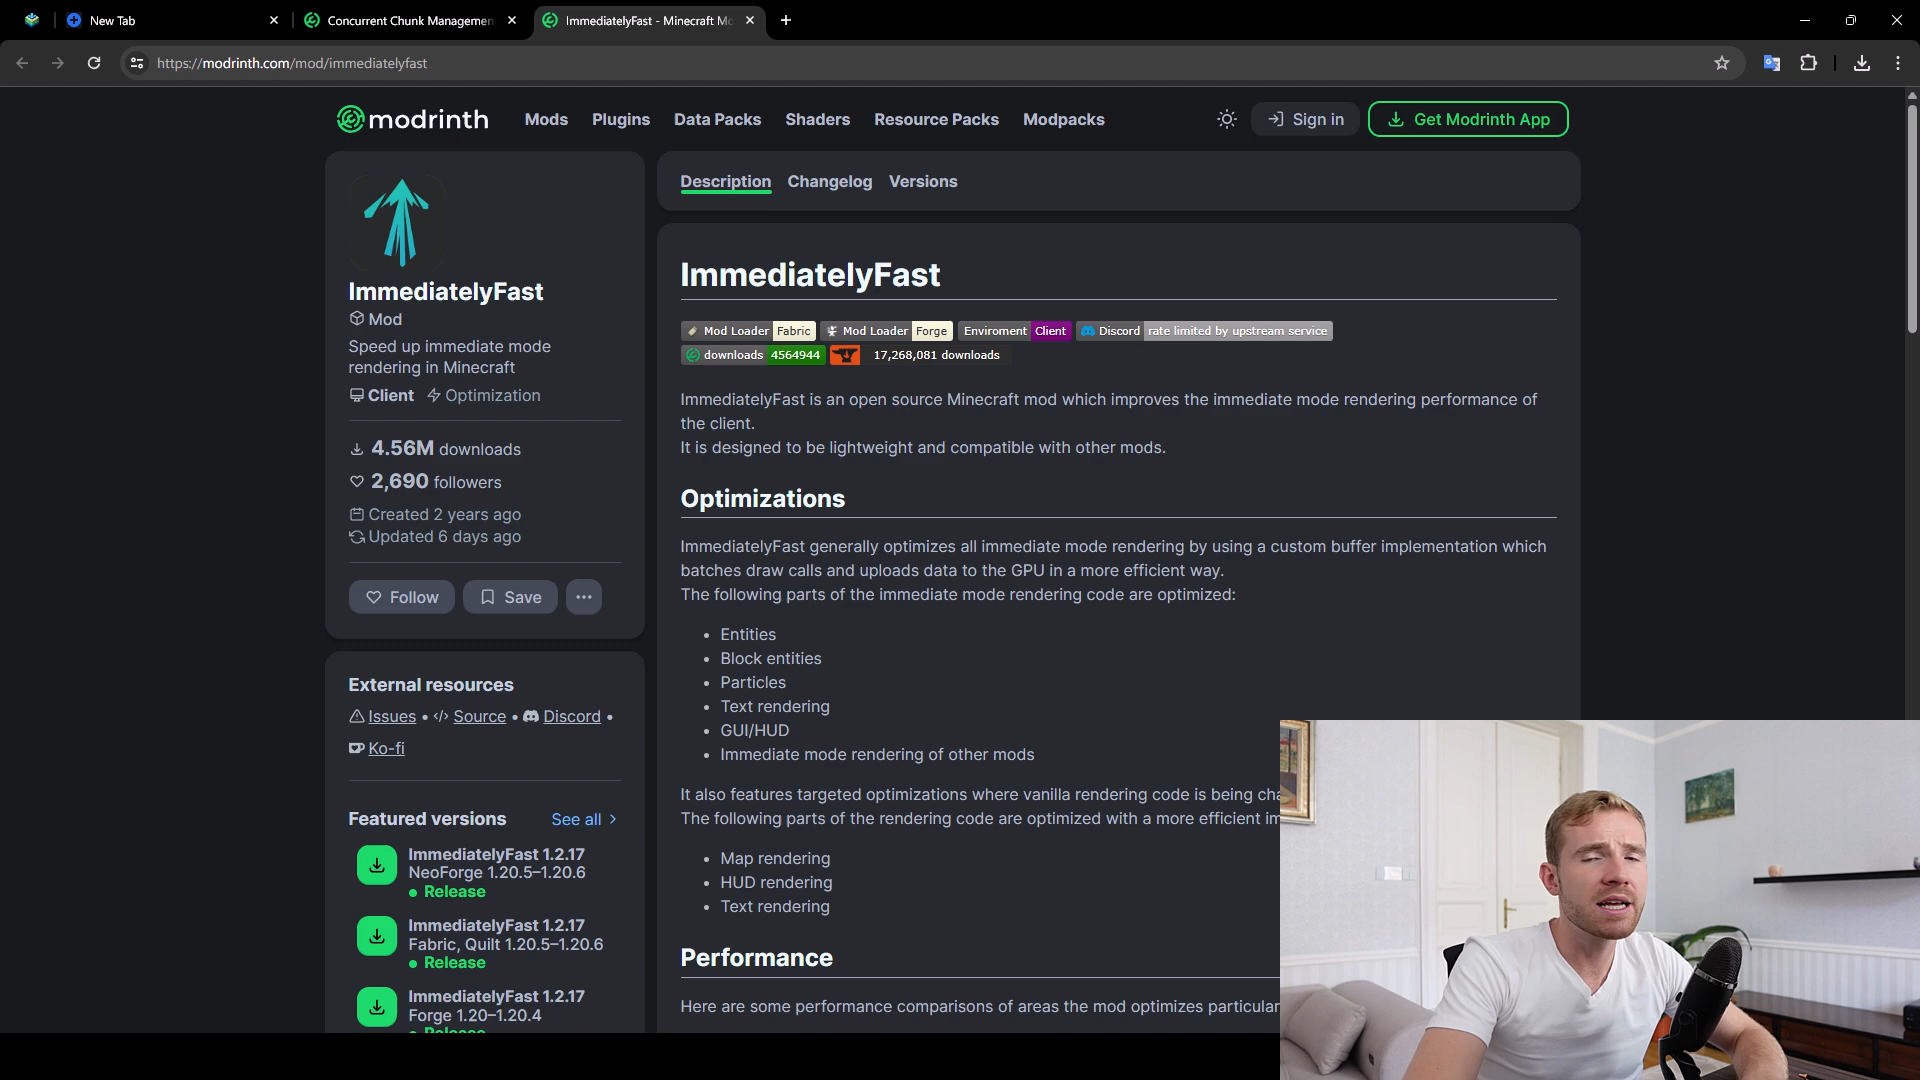 New Tab
Concurrent Chunk Managemen
ImmediatelyFast - Minecraft Mo
https://modrinth.com/mod/immediatelyfast
modrinth
Mods
Plugins
Data Packs
Shaders
Resource Packs
Modpacks
Sign in
Get Modrinth App
ImmediatelyFast
Mod
Speed up immediate mode
rendering in Minecraft
Client Optimization
4.56M downloads
2,690 followers
Created 2 years ago
Updated 6 days ago
Follow
Save
External resources
Issues • Source • Discord •
Ko-fi
Featured versions
See all
ImmediatelyFast 1.2.17
NeoForge 1.20.5–1.20.6
• Release
ImmediatelyFast 1.2.17
Fabric, Quilt 1.20.5–1.20.6
• Release
ImmediatelyFast 1.2.17
Forge 1.20–1.20.4
• Release
Description
Changelog
Versions
ImmediatelyFast
Mod Loader Fabric
Mod Loader Forge
Enviroment Client
Discord rate limited by upstream service
downloads 4564944
17,268,081 downloads
ImmediatelyFast is an open source Minecraft mod which improves the immediate mode rendering performance of
the client.
It is designed to be lightweight and compatible with other mods.
Optimizations
ImmediatelyFast generally optimizes all immediate mode rendering by using a custom buffer implementation which
batches draw calls and uploads data to the GPU in a more efficient way.
The following parts of the immediate mode rendering code are optimized:
• Entities
• Block entities
• Particles
• Text rendering
• GUI/HUD
• Immediate mode rendering of other mods
It also features targeted optimizations where vanilla rendering code is being cha
The following parts of the rendering code are optimized with a more efficient im
• Map rendering
• HUD rendering
• Text rendering
Performance
Here are some performance comparisons of areas the mod optimizes particular